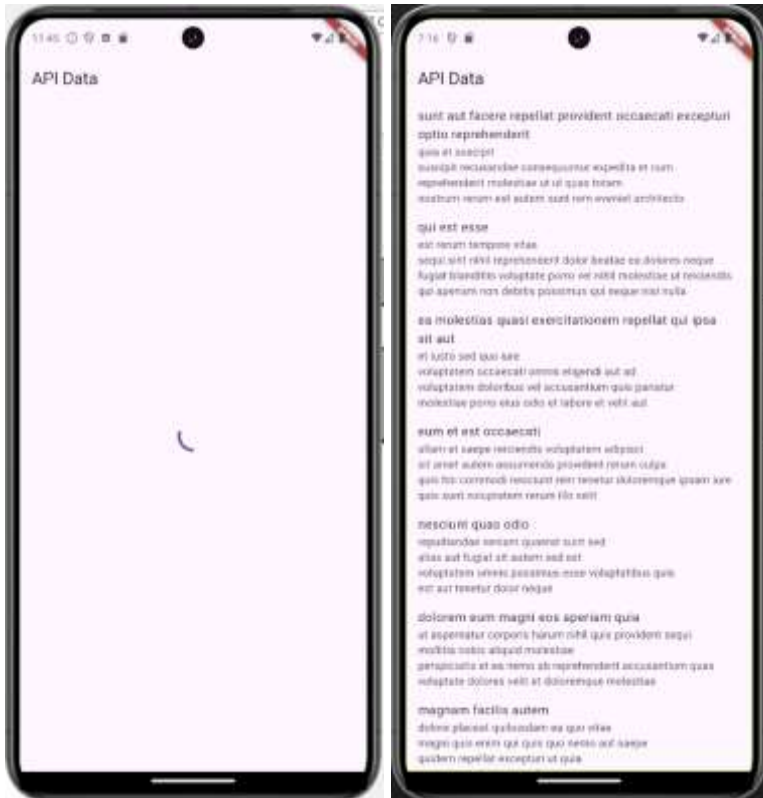 11:45
API Data
7:16
API Data
sunt aut facere repellat provident occaecati excepturi
optio reprehenderit
quia et suscipit
suscipit recusandae consequuntur expedita et cum
reprehenderit molestiae ut ut quas totam
nostrum rerum est autem sunt rem eveniet architecto
qui est esse
est rerum tempore vitae
sequi sint nihil reprehenderit dolor beatae ea dolores neque
fugiat blanditiis voluptate porro vel nihil molestiae ut reiciendis
qui aperiam non debitis possimus qui neque nisi nulla
ea molestias quasi exercitationem repellat qui ipsa
sit aut
et iusto sed quo iure
voluptatem occaecati omnis eligendi aut ad
voluptatem doloribus vel accusantium quis pariatur
molestiae porro eius odio et labore et velit aut
eum et est occaecati
ullam et saepe reiciendis voluptatem adipisci
sit amet autem assumenda provident rerum culpa
quis hic commodi nesciunt rem tenetur doloremque ipsam iure
quis sunt voluptatem rerum illo velit
nesciunt quas odio
repudiandae veniam quaerat sunt sed
alias aut fugiat sit autem sed est
voluptatem omnis possimus esse voluptatibus quis
est aut tenetur dolor neque
dolorem eum magni eos aperiam quia
ut aspernatur corporis harum nihil quis provident sequi
mollitia nobis aliquid molestiae
perspiciatis et ea nemo ab reprehenderit accusantium quas
voluptate dolores velit et doloremque molestiae
magnam facilis autem
dolore placeat quibusdam ea quo vitae
magni quis enim qui quis quo nemo aut saepe
quidem repellat excepturi ut quia